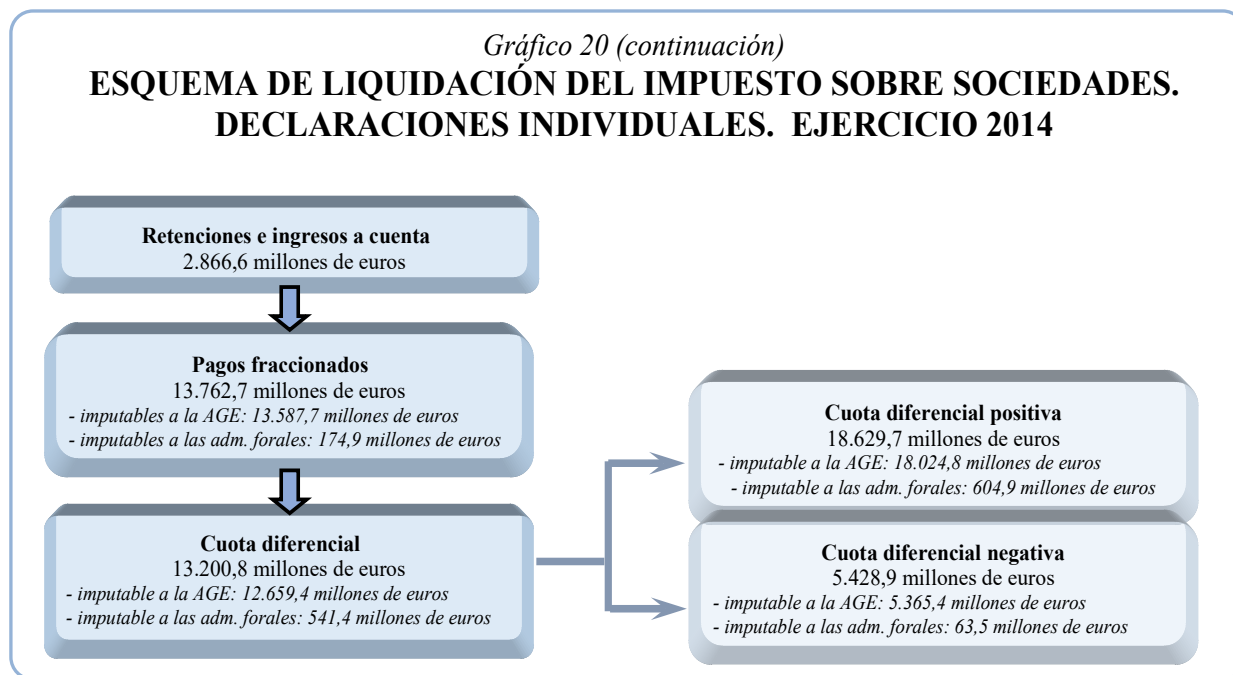 Gráfico 20 (continuación)
ESQUEMA DE LIQUIDACIÓN DEL IMPUESTO SOBRE SOCIEDADES.
DECLARACIONES INDIVIDUALES. EJERCICIO 2014
Retenciones e ingresos a cuenta
2.866,6 millones de euros
Pagos fraccionados
13.762,7 millones de euros
- imputables a la AGE: 13.587,7 millones de euros
- imputables a las adm. forales: 174,9 millones de euros
Cuota diferencial
13.200,8 millones de euros
- imputable a la AGE: 12.659,4 millones de euros
- imputable a las adm. forales: 541,4 millones de euros
Cuota diferencial positiva
18.629,7 millones de euros
- imputable a la AGE: 18.024,8 millones de euros
- imputable a las adm. forales: 604,9 millones de euros
Cuota diferencial negativa
5.428,9 millones de euros
- imputable a la AGE: 5.365,4 millones de euros
- imputable a las adm. forales: 63,5 millones de euros